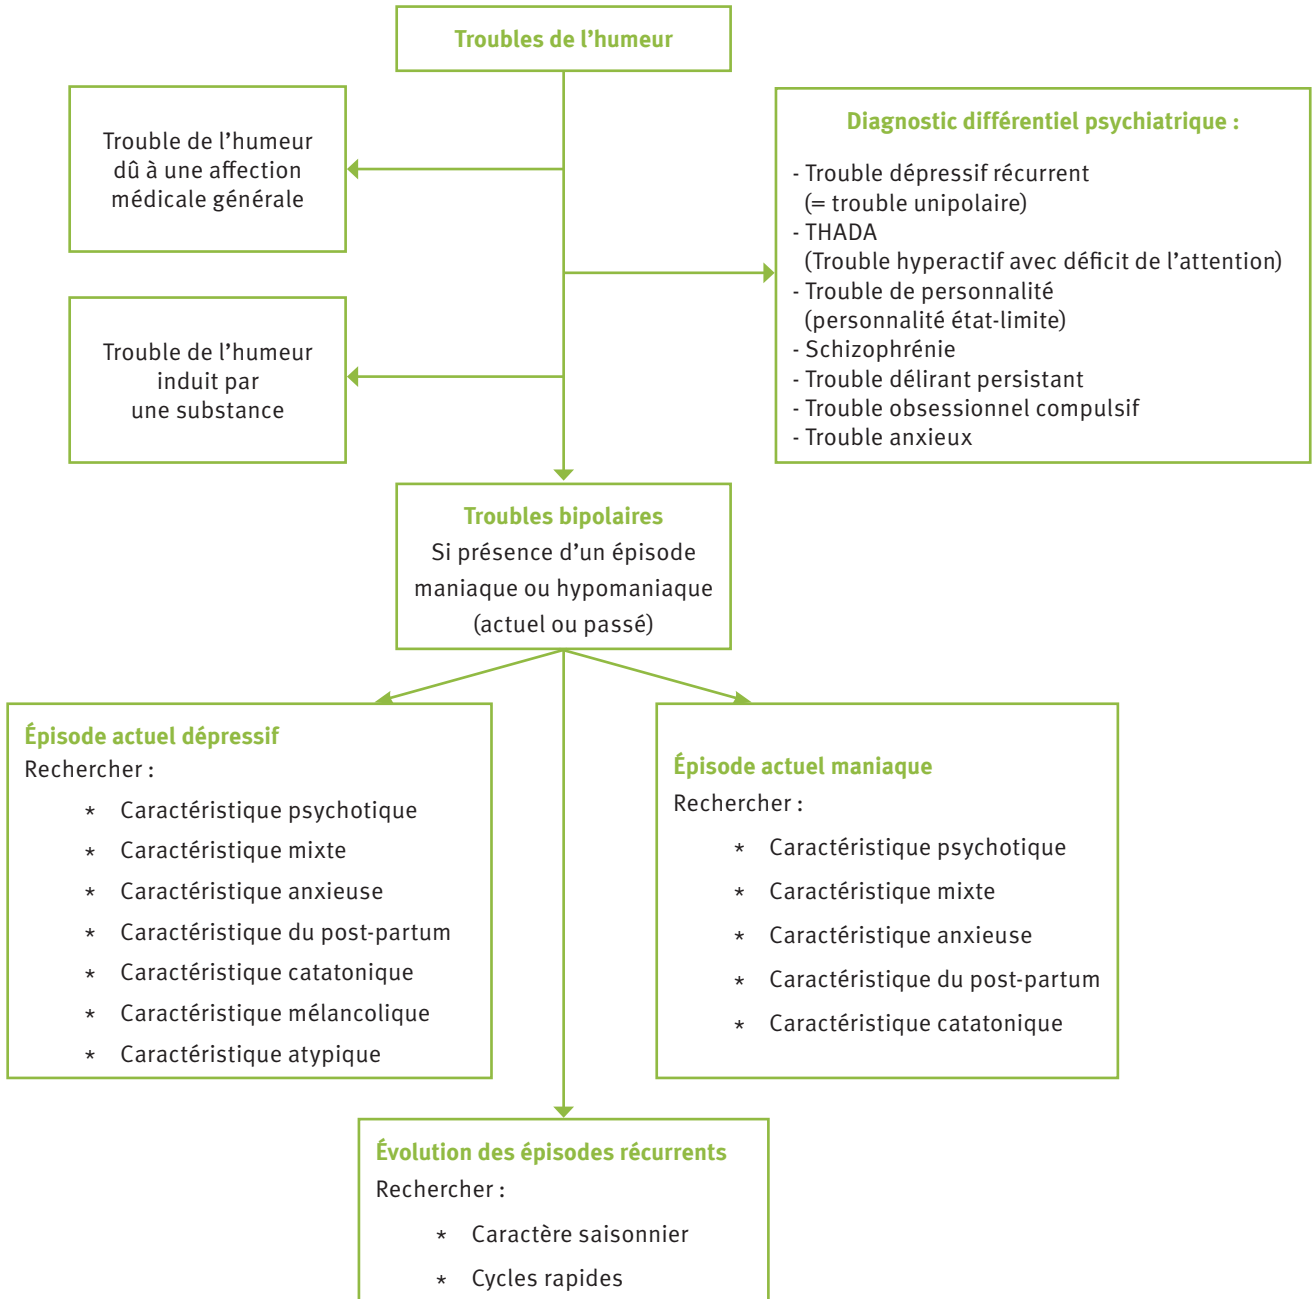 Troubles de l’humeur
Trouble de l’humeur
dû à une affection
médicale générale
Diagnostic différentiel psychiatrique :
- Trouble dépressif récurrent
(= trouble unipolaire)
- THADA
(Trouble hyperactif avec déficit de l’attention)
- Trouble de personnalité
(personnalité état-limite)
- Schizophrénie
- Trouble délirant persistant
- Trouble obsessionnel compulsif
- Trouble anxieux
Trouble de l’humeur
induit par
une substance
Troubles bipolaires
Si présence d’un épisode
maniaque ou hypomaniaque
(actuel ou passé)
Épisode actuel dépressif
Rechercher :
* Caractéristique psychotique
* Caractéristique mixte
* Caractéristique anxieuse
* Caractéristique du post-partum
* Caractéristique catatonique
* Caractéristique mélancolique
* Caractéristique atypique
Épisode actuel maniaque
Rechercher :
* Caractéristique psychotique
* Caractéristique mixte
* Caractéristique anxieuse
* Caractéristique du post-partum
* Caractéristique catatonique
Évolution des épisodes récurrents
Rechercher :
* Caractère saisonnier
* Cycles rapides